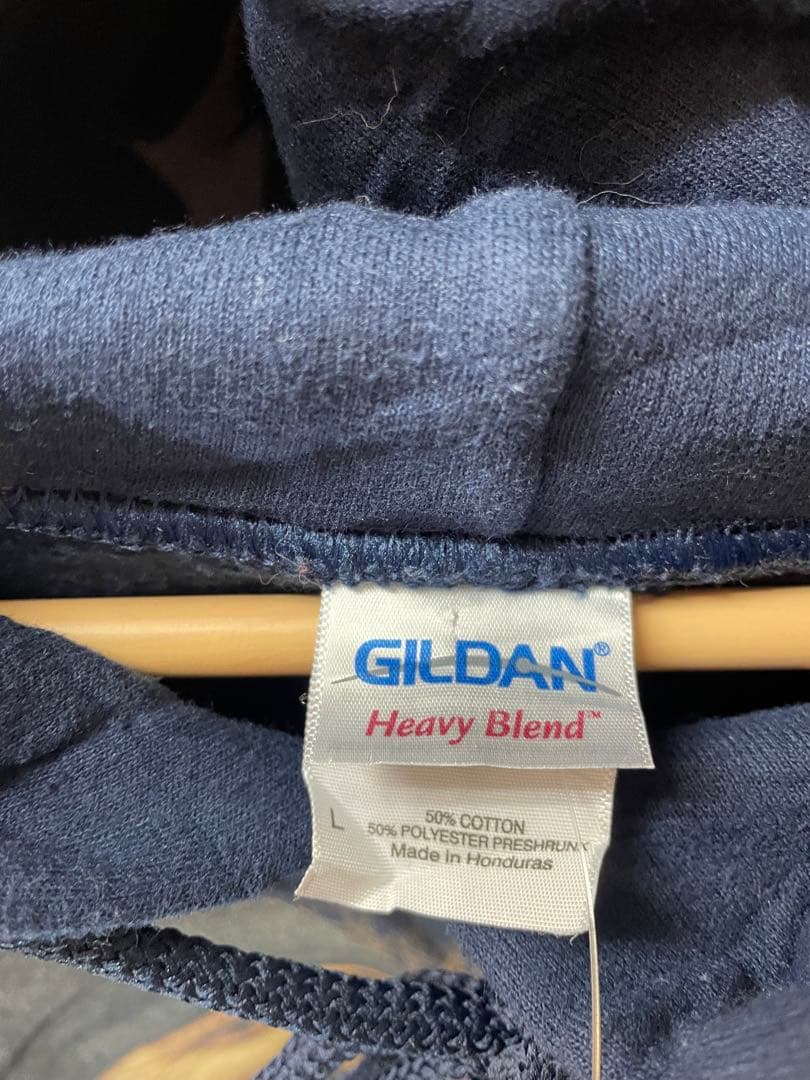 GILDAN®
Heavy Blend™
L
50% COTTON
50% POLYESTER PRESHRUNK
Made in Honduras